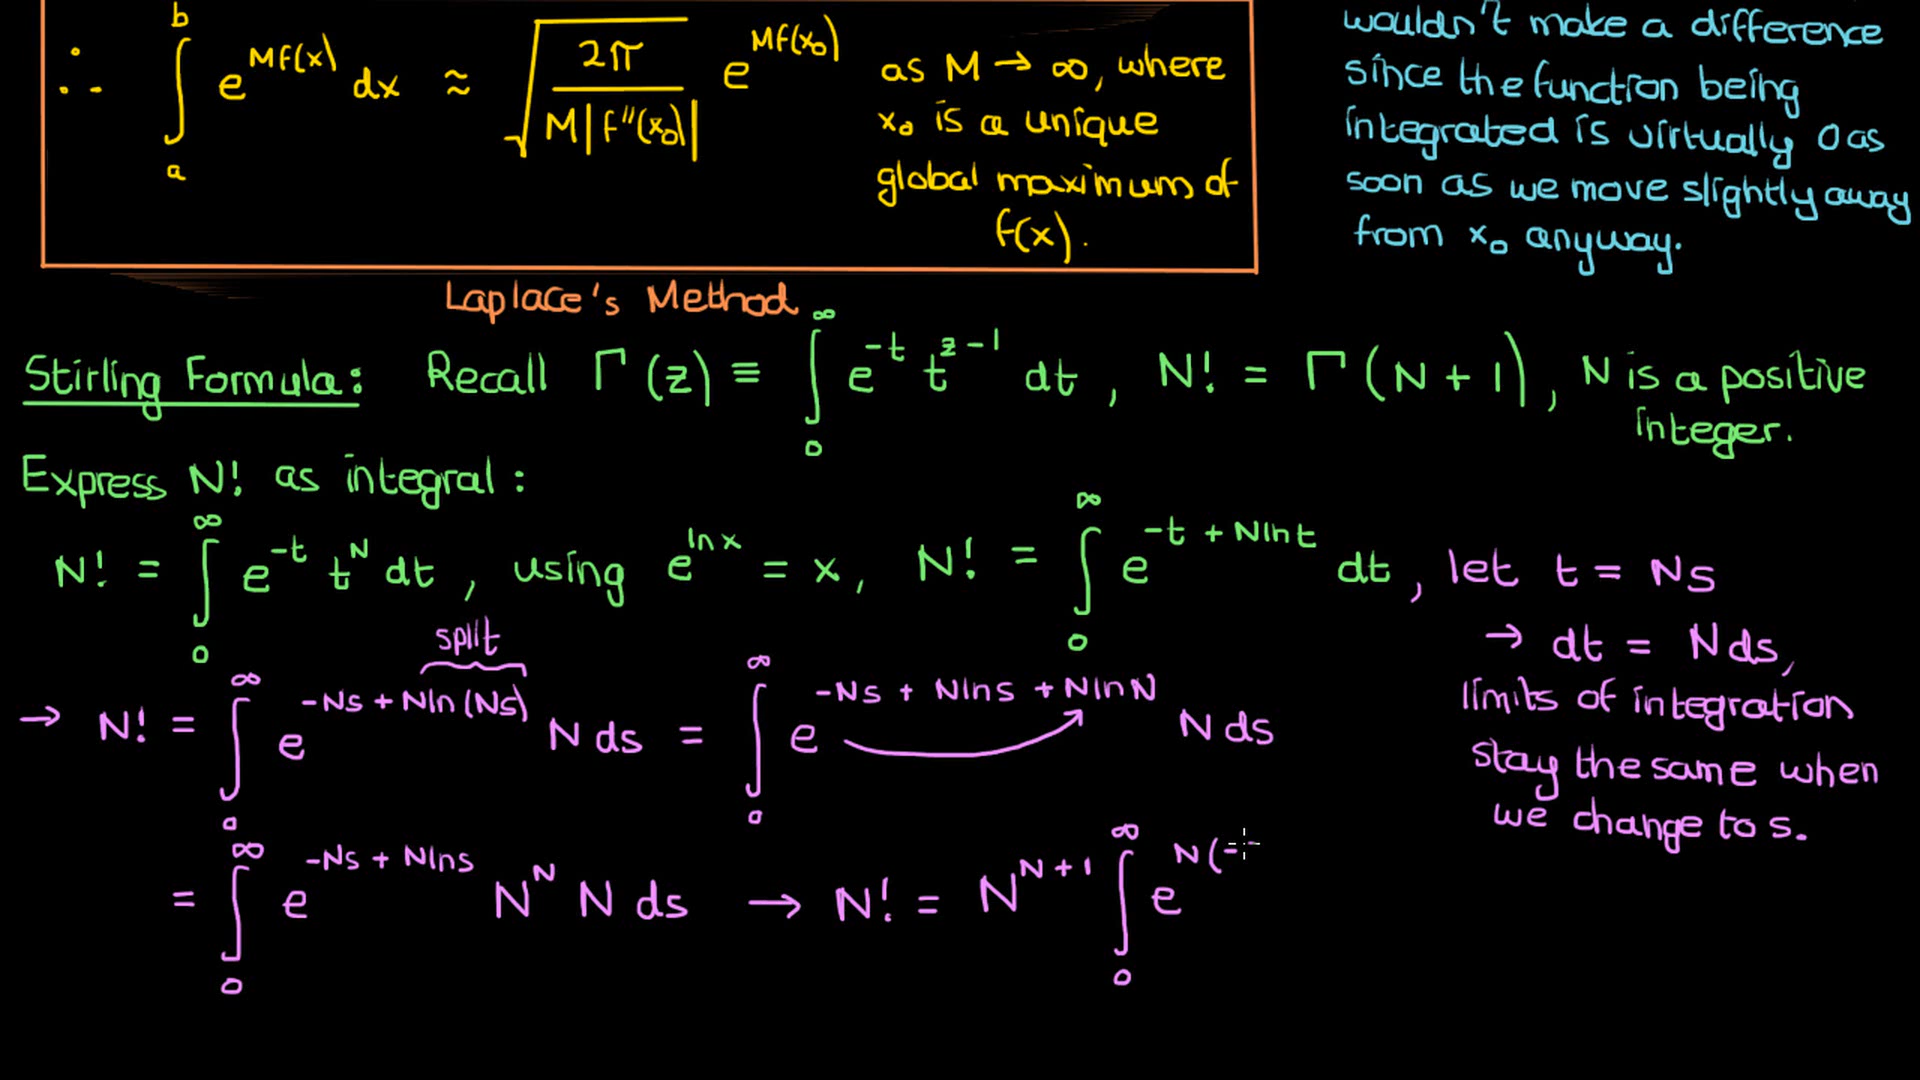 ∴ ∫_a^b e^{Mf(x)} dx ≈ √(2π / M|f''(x₀)|) e^{Mf(x₀)} as M → ∞, where
x₀ is a unique
global maximum of
f(x).
wouldn't make a difference
since the function being
integrated is virtually 0 as
soon as we move slightly away
from x₀ anyway.
Laplace's Method
Stirling Formula: Recall Γ(z) ≡ ∫_0^∞ e^{-t} t^{z-1} dt, N! = Γ(N+1), N is a positive
integer.
Express N! as integral:
N! = ∫_0^∞ e^{-t} t^N dt, using e^{ln x} = x, N! = ∫_0^∞ e^{-t + N ln t} dt, let t = Ns
→ dt = N ds,
limits of integration
stay the same when
we change to s.
split
→ N! = ∫_0^∞ e^{-Ns + N ln(Ns)} N ds = ∫_0^∞ e^{-Ns + N ln s + N ln N} N ds
= ∫_0^∞ e^{-Ns + N ln s} N^N N ds → N! = N^{N+1} ∫_0^∞ e^{N(-